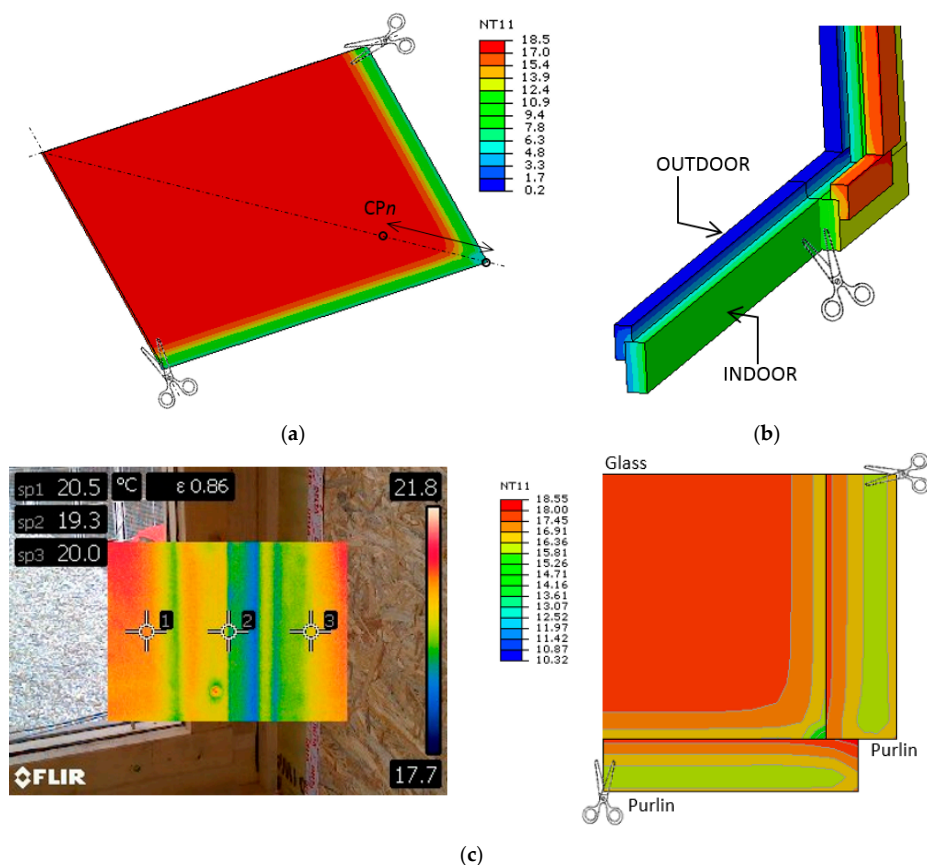 NT11
18.5
17.0
15.4
13.9
12.4
10.9
9.4
7.8
6.3
4.8
3.3
1.7
0.2
CPn
OUTDOOR
INDOOR
(a)
(b)
sp1 20.5 °C ε 0.86 21.8
sp2 19.3
sp3 20.0
1
2
3
FLIR
17.7
NT11
18.55
18.00
17.45
16.91
16.36
15.81
15.26
14.71
14.16
13.61
13.07
12.52
11.97
11.42
10.87
10.32
Glass
Purlin
Purlin
(c)